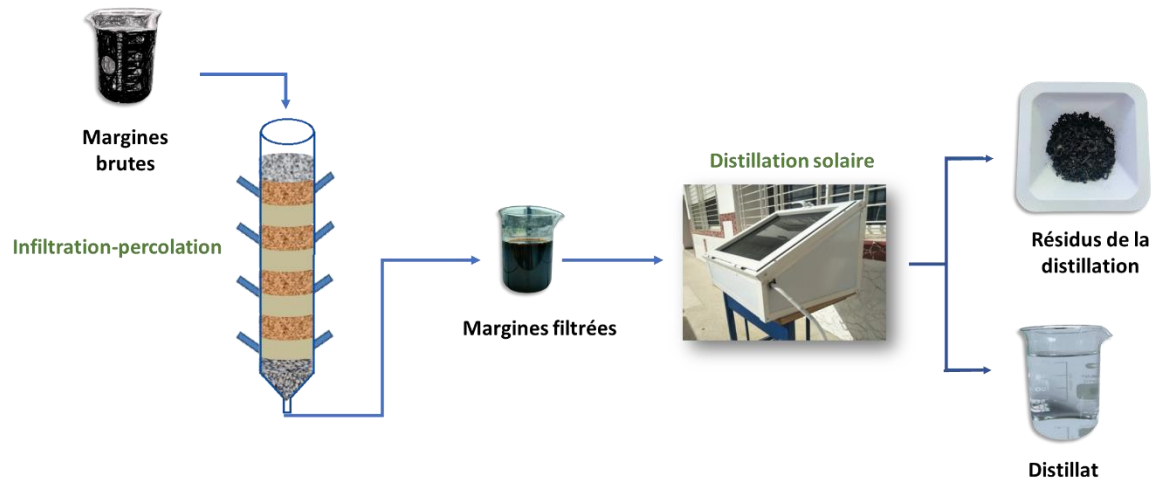 Margines
brutes
Infiltration-percolation
Margines filtrées
Distillation solaire
Résidus de la
distillation
Distillat